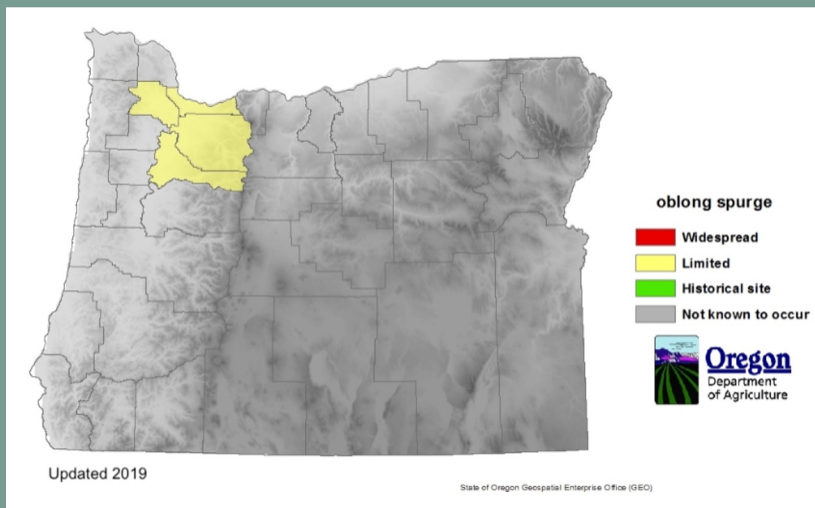 oblong spurge
Widespread
Limited
Historical site
Not known to occur
Oregon
Department
of Agriculture
Updated 2019
State of Oregon Geospatial Enterprise Office (GEO)